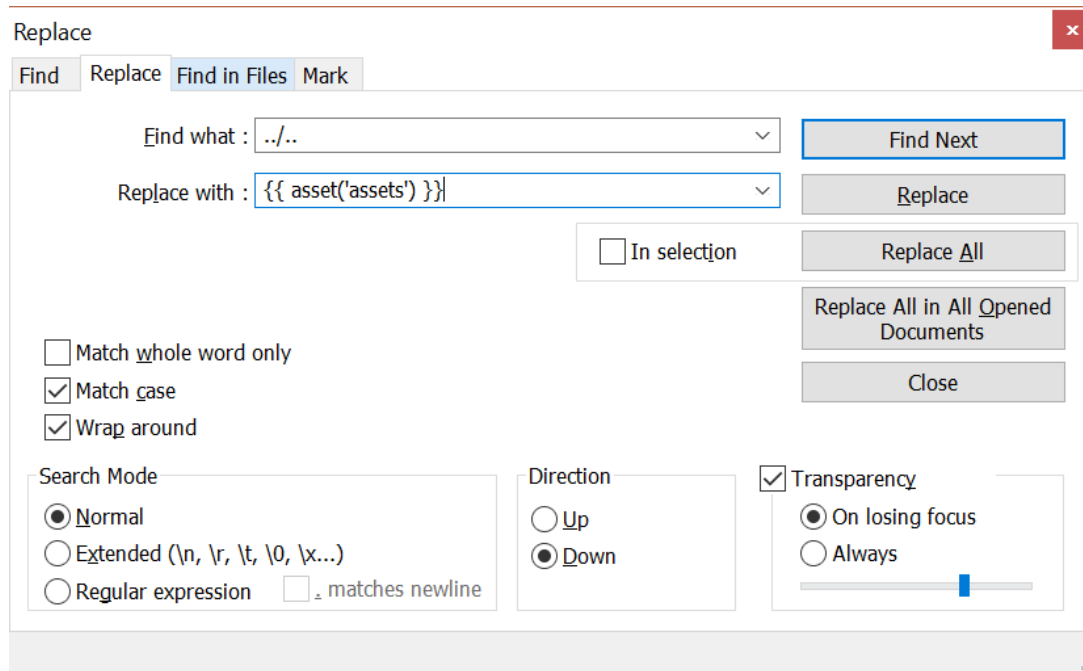 Replace
x
Find Replace Find in Files Mark
Find what : ../..
Find Next
Replace with : {{ asset('assets') }}
Replace
In selection
Replace All
Replace All in All Opened
Documents
Match whole word only
Match case
Close
Wrap around
Search Mode
Normal
Extended (\n, \r, \t, \0, \x...)
Regular expression
. matches newline
Direction
Up
Down
Transparency
On losing focus
Always